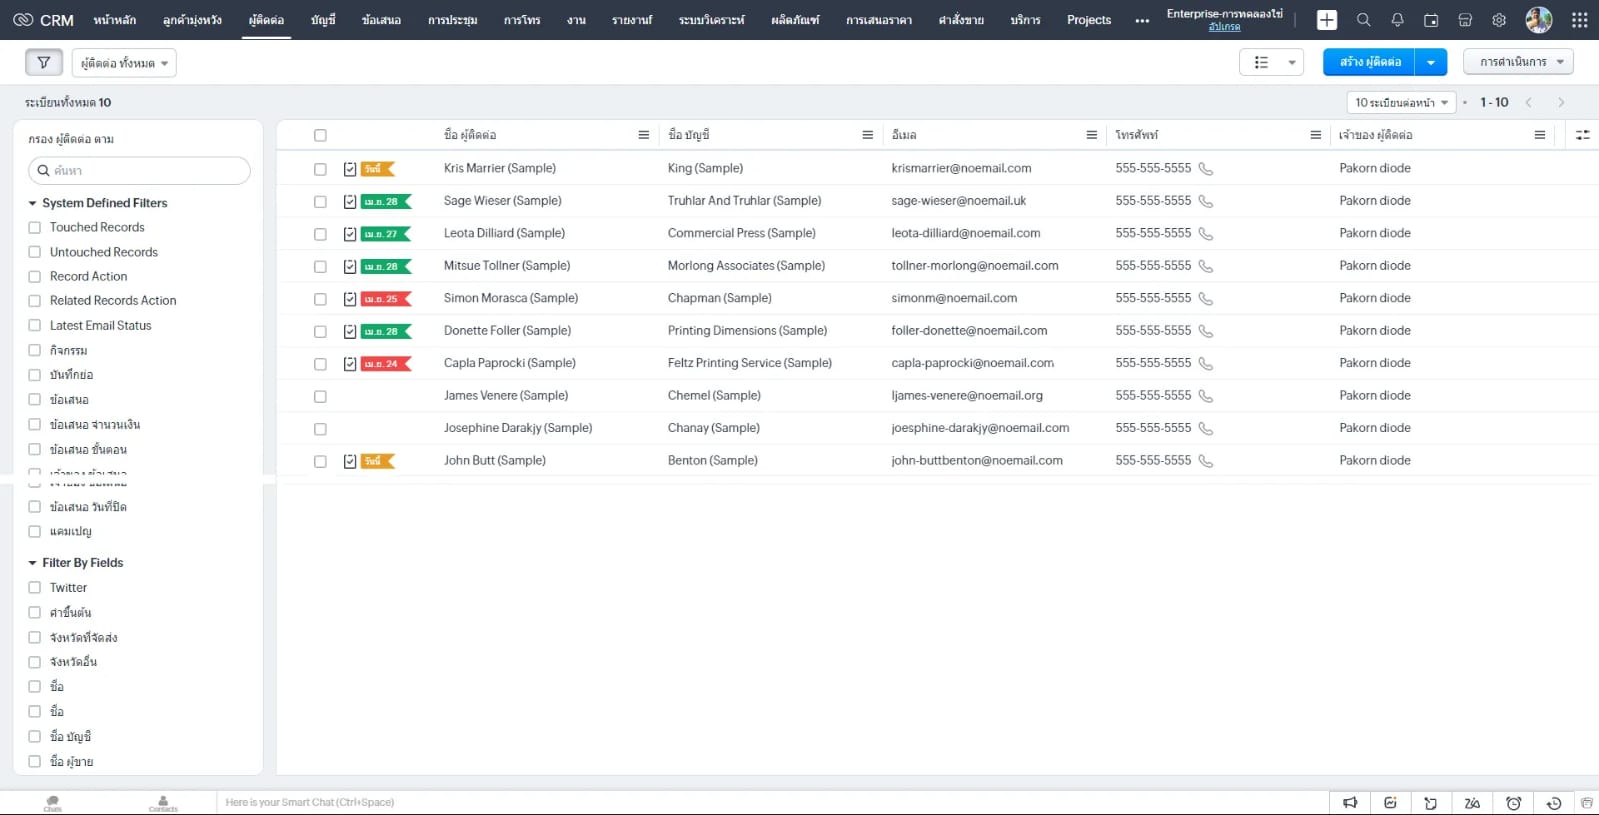 CRM หน้าหลัก ลูกค้ามุ่งหวัง ผู้ติดต่อ บัญชี ข้อเสนอ การประชุม การโทร งาน รายงานf ระบบวิเคราะห์ ผลิตภัณฑ์ การเสนอราคา คำสั่งขาย บริการ Projects ••• Enterprise-การทดลองใช้
อัปเกรด
ผู้ติดต่อ ทั้งหมด สร้าง ผู้ติดต่อ การดำเนินการ
ระเบียนทั้งหมด 10 10 ระเบียนต่อหน้า 1 - 10
กรอง ผู้ติดต่อ ตาม
ค้นหา
System Defined Filters
Touched Records
Untouched Records
Record Action
Related Records Action
Latest Email Status
กิจกรรม
บันทึกย่อ
ข้อเสนอ
ข้อเสนอ จำนวนเงิน
ข้อเสนอ ขั้นตอน
เจ้าของ ข้อเสนอ
ข้อเสนอ วันที่ปิด
แคมเปญ
Filter By Fields
Twitter
คำขึ้นต้น
จังหวัดที่จัดส่ง
จังหวัดอื่น
ชื่อ
ชื่อ
ชื่อ บัญชี
ชื่อ ผู้ขาย
ชื่อ ผู้ติดต่อ ชื่อ บัญชี อีเมล โทรศัพท์ เจ้าของ ผู้ติดต่อ
วันนี้ Kris Marrier (Sample) King (Sample) krismarrier@noemail.com 555-555-5555 Pakorn diode
เม.ย. 28 Sage Wieser (Sample) Truhlar And Truhlar (Sample) sage-wieser@noemail.uk 555-555-5555 Pakorn diode
เม.ย. 27 Leota Dilliard (Sample) Commercial Press (Sample) leota-dilliard@noemail.com 555-555-5555 Pakorn diode
เม.ย. 28 Mitsue Tollner (Sample) Morlong Associates (Sample) tollner-morlong@noemail.com 555-555-5555 Pakorn diode
เม.ย. 25 Simon Morasca (Sample) Chapman (Sample) simonm@noemail.com 555-555-5555 Pakorn diode
เม.ย. 28 Donette Foller (Sample) Printing Dimensions (Sample) foller-donette@noemail.com 555-555-5555 Pakorn diode
เม.ย. 24 Capla Paprocki (Sample) Feltz Printing Service (Sample) capla-paprocki@noemail.com 555-555-5555 Pakorn diode
James Venere (Sample) Chemel (Sample) ljames-venere@noemail.org 555-555-5555 Pakorn diode
Josephine Darakjy (Sample) Chanay (Sample) joesphine-darakjy@noemail.com 555-555-5555 Pakorn diode
วันนี้ John Butt (Sample) Benton (Sample) john-buttbenton@noemail.com 555-555-5555 Pakorn diode
Chats Contacts Here is your Smart Chat (Ctrl+Space)